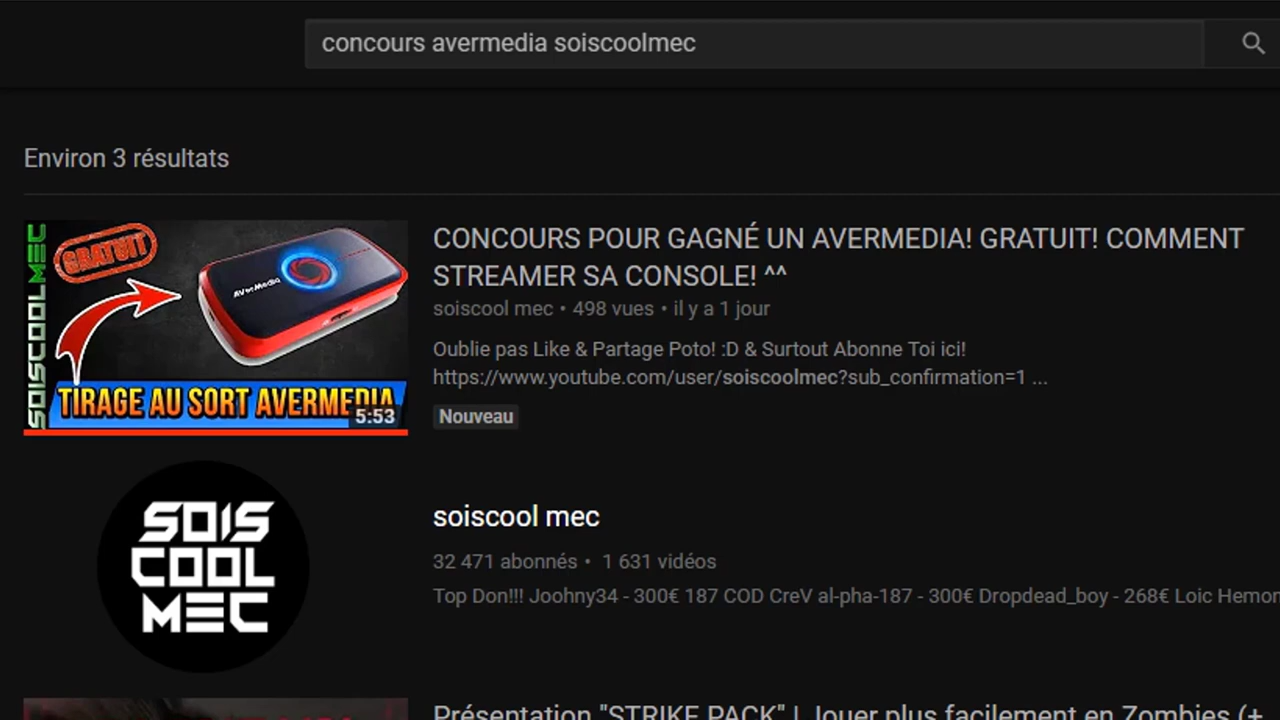 concours avermedia soiscoolmec
Environ 3 résultats
SOISCOOLMEC
GRATUIT
AVerMedia
TIRAGE AU SORT AVERMEDIA
5:53
CONCOURS POUR GAGNÉ UN AVERMEDIA! GRATUIT! COMMENT
STREAMER SA CONSOLE! ^^
soiscool mec • 498 vues • il y a 1 jour
Oublie pas Like & Partage Poto! :D & Surtout Abonne Toi ici!
https://www.youtube.com/user/soiscoolmec?sub_confirmation=1 ...
Nouveau
SOIS
COOL
MEC
soiscool mec
32 471 abonnés • 1 631 vidéos
Top Don!!! Joohny34 - 300€ 187 COD CreV al-pha-187 - 300€ Dropdead_boy - 268€ Loic Hemon
Présentation "STRIKE PACK" | Jouer plus facilement en Zombies (+